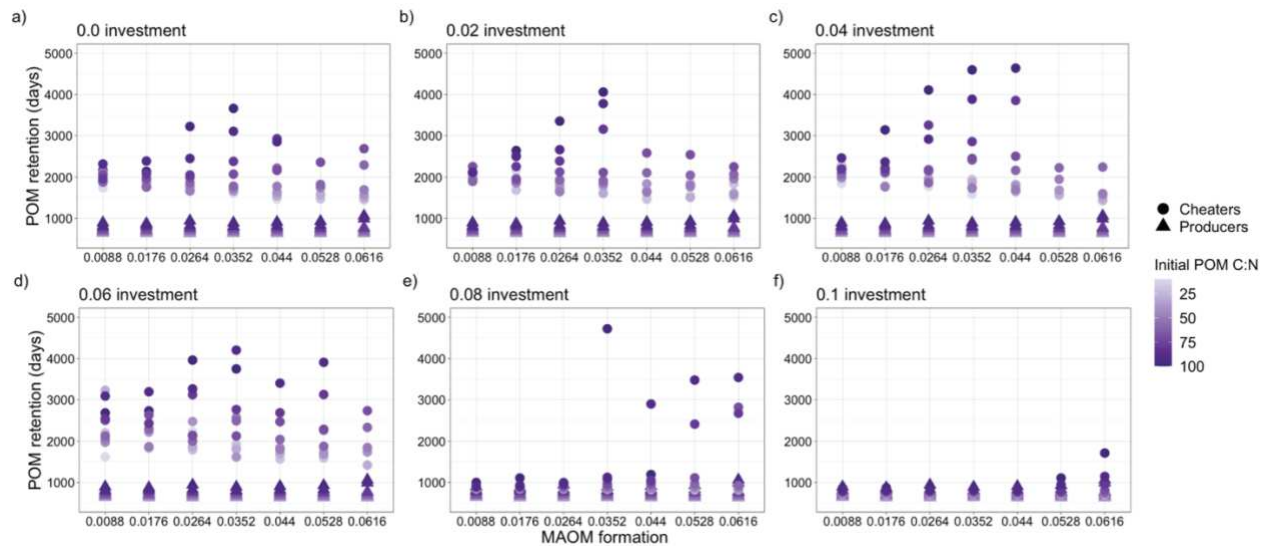 a)
0.0 investment
b)
0.02 investment
c)
0.04 investment
POM retention (days)
5000
4000
3000
2000
1000
0.0088 0.0176 0.0264 0.0352 0.044 0.0528 0.0616
5000
4000
3000
2000
1000
0.0088 0.0176 0.0264 0.0352 0.044 0.0528 0.0616
5000
4000
3000
2000
1000
0.0088 0.0176 0.0264 0.0352 0.044 0.0528 0.0616
d)
0.06 investment
e)
0.08 investment
f)
0.1 investment
POM retention (days)
5000
4000
3000
2000
1000
0.0088 0.0176 0.0264 0.0352 0.044 0.0528 0.0616
5000
4000
3000
2000
1000
0.0088 0.0176 0.0264 0.0352 0.044 0.0528 0.0616
5000
4000
3000
2000
1000
0.0088 0.0176 0.0264 0.0352 0.044 0.0528 0.0616
MAOM formation
Cheaters
Producers
Initial POM C:N
25
50
75
100